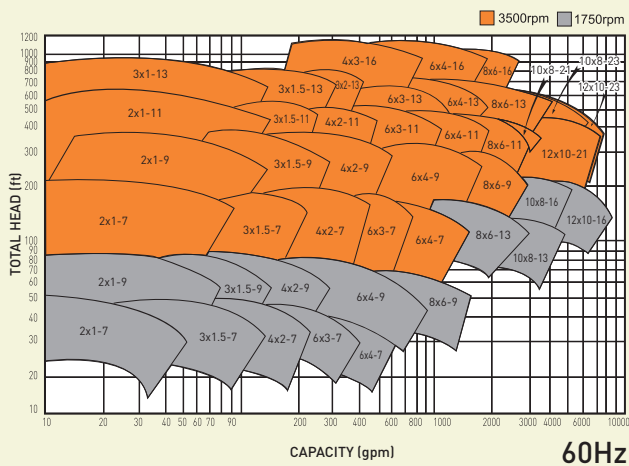 3500rpm 1750rpm
1200
1000
900
800
700
600
500
400
300
200
100
90
80
70
60
50
40
30
20
10
TOTAL HEAD (ft)
3x1-13
3x1.5-13
3x2-13
4x3-16
6x4-16
8x6-16
10x8-21
10x8-23
12x10-23
2x1-11
3x1.5-11
4x2-11
6x3-13
6x4-13
8x6-13
6x3-11
6x4-11
8x6-11
12x10-21
2x1-9
3x1.5-9
4x2-9
6x4-9
8x6-9
10x8-16
12x10-16
2x1-7
3x1.5-7
4x2-7
6x3-7
6x4-7
8x6-13
10x8-13
2x1-9
3x1.5-9
4x2-9
6x4-9
8x6-9
2x1-7
3x1.5-7
4x2-7
6x3-7
6x4-7
10 20 30 40 50 60 70 90 200 300 400 600 800 1000 2000 3000 4000 6000 10000
CAPACITY (gpm)
60Hz